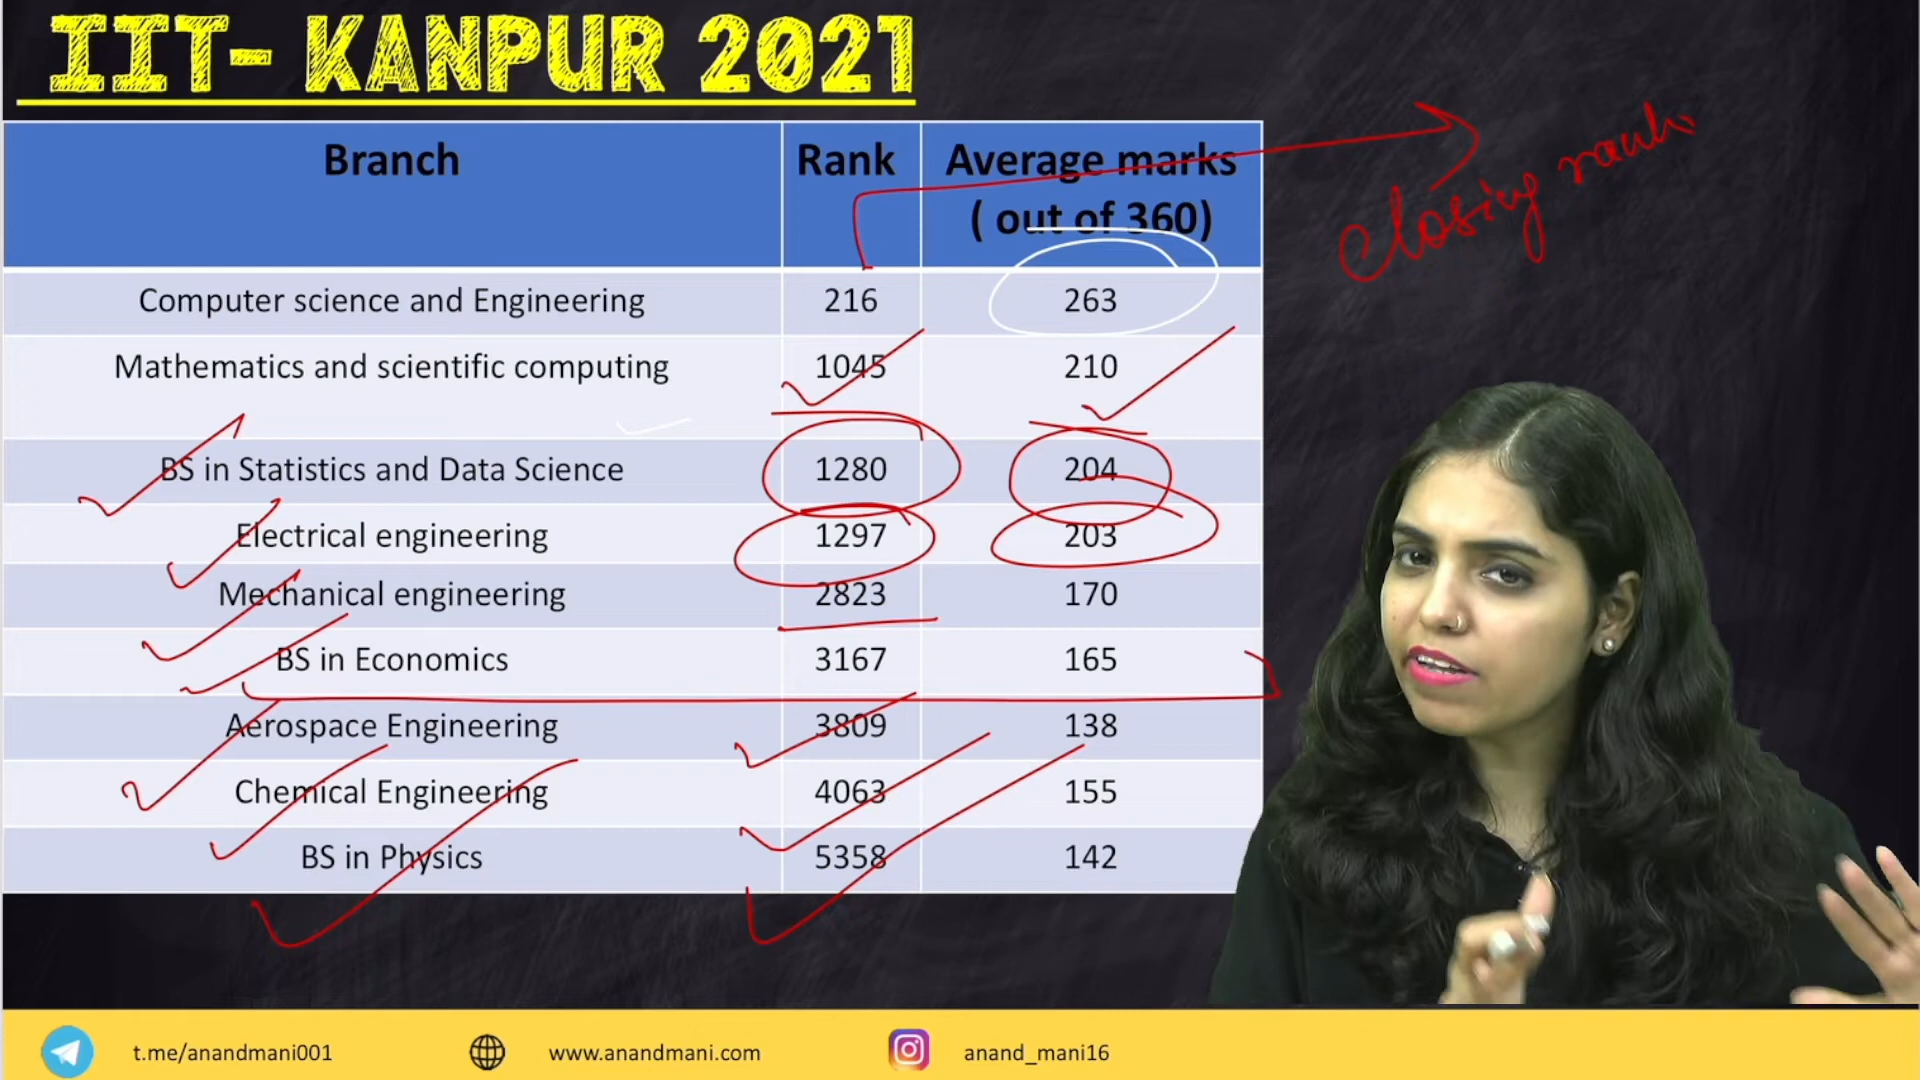 IIT- KANPUR 2021
Branch Rank Average marks
( out of 360)
closing rank
Computer science and Engineering 216 263
Mathematics and scientific computing 1045 210
BS in Statistics and Data Science 1280 204
Electrical engineering 1297 203
Mechanical engineering 2823 170
BS in Economics 3167 165
Aerospace Engineering 3809 138
Chemical Engineering 4063 155
BS in Physics 5358 142
t.me/anandmani001 www.anandmani.com anand_mani16